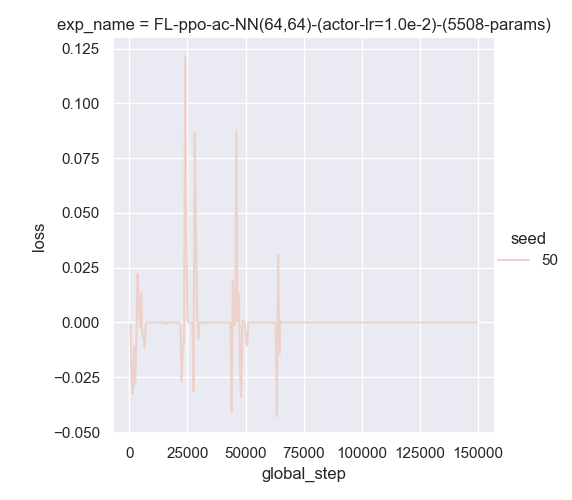 exp_name = FL-ppo-ac-NN(64,64)-(actor-lr=1.0e-2)-(5508-params)
0.125
0.100
0.075
0.050
0.025
0.000
−0.025
−0.050
loss
0 25000 50000 75000 100000 125000 150000
global_step
seed
50